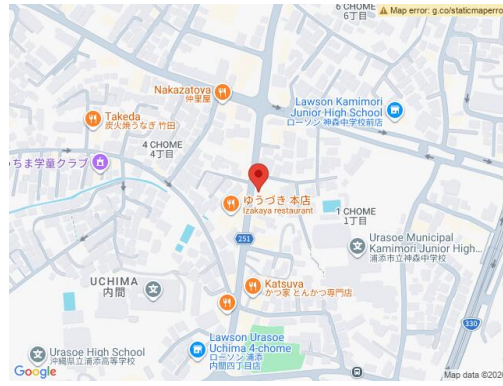 6 CHOME
6丁目
Map error: g.co/staticmaperro
Nakazatoya
仲里屋
Lawson Kamimori
Junior High School
ローソン 神森中学校前店
Takeda
炭火焼うなぎ 竹田
4 CHOME
4丁目
ちま学童クラブ
ゆうづき 本店
Izakaya restaurant
1 CHOME
1丁目
251
Urasoe Municipal
Kamimori Junior High...
浦添市立神森中学校
UCHIMA
内間
Katsuya
かつ家 とんかつ専門店
330
Lawson Urasoe
Uchima 4-chome
ローソン 浦添
内間四丁目店
Urasoe High School
沖縄県立浦添高等学校
Google
Map data ©202